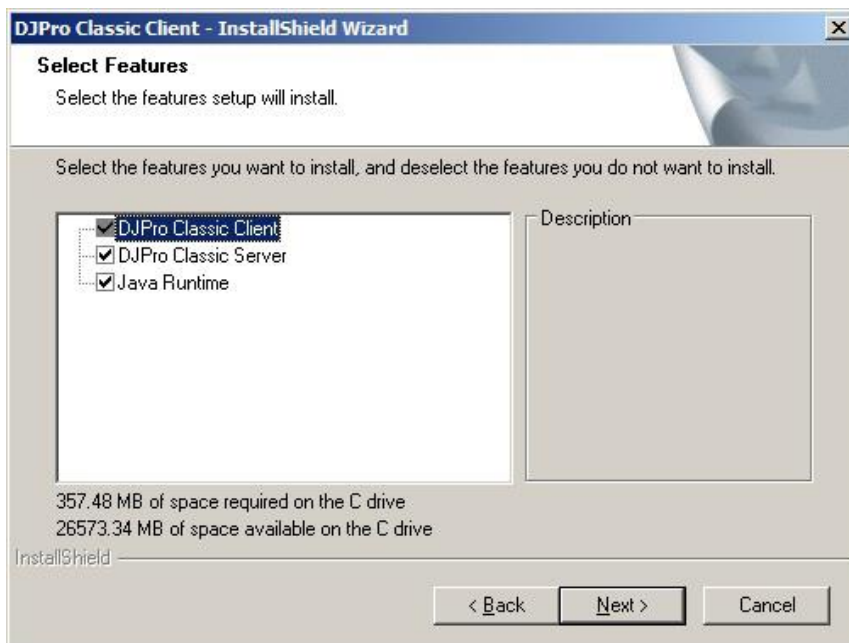 DJPro Classic Client - InstallShield Wizard
Select Features
Select the features setup will install.
Select the features you want to install, and deselect the features you do not want to install.
DJPro Classic Client
DJPro Classic Server
Java Runtime
Description
357.48 MB of space required on the C drive
26573.34 MB of space available on the C drive
InstallShield
< Back
Next >
Cancel